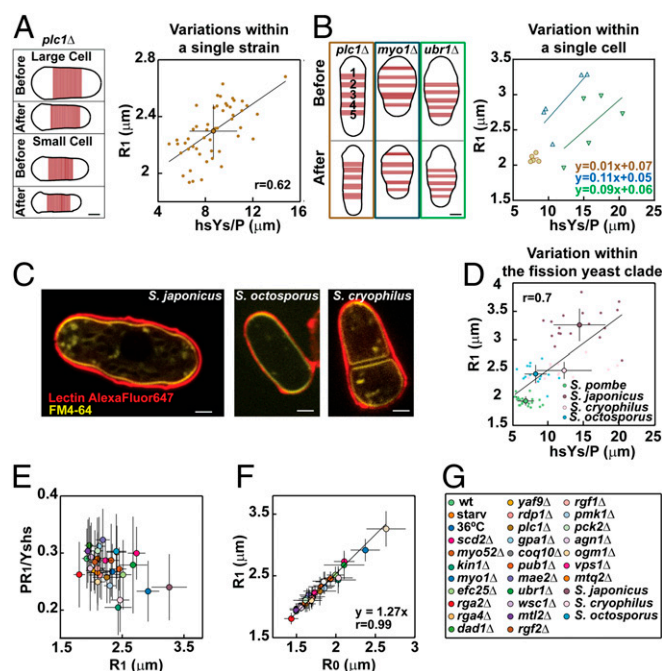 A
plc1Δ
Large Cell
Before
After
Small Cell
Before
After
Variations within
a single strain
R1 (μm)
2.8
2.4
2
4
8
12
16
r=0.62
hsYs/P (μm)
B
plc1Δ myo1Δ ubr1Δ
Before
1
2
3
4
5
After
Variation within
a single cell
R1 (μm)
3.5
3
2.5
2
1.5
y=0.01x+0.07
y=0.11x+0.05
y=0.09x+0.06
5 10 15 20 25
hsYs/P (μm)
C
S. japonicus
S. octosporus
S. cryophilus
Lectin AlexaFluor647
FM4-64
D
Variation within
the fission yeast clade
r=0.7
R1 (μm)
4
3.5
3
2.5
2
1.5
S. pombe
S. japonicus
S. cryophilus
S. octosporus
5 10 15 20 25
hsYs/P (μm)
E
PR1/Yshs
0.4
0.3
0.2
1.5 2.5 3.5
R1 (μm)
F
R1 (μm)
3.5
2.5
1.5
y = 1.27x
r=0.99
1 1.5 2 2.5 3
R0 (μm)
G
wt
starv
36ºC
scd2Δ
myo52Δ
kin1Δ
myo1Δ
efc25Δ
rga2Δ
rga4Δ
dad1Δ
yaf9Δ
rdp1Δ
plc1Δ
gpa1Δ
coq10Δ
pub1Δ
mae2Δ
ubr1Δ
wsc1Δ
mtl2Δ
rgf2Δ
rgf1Δ
pmk1Δ
pck2Δ
agn1Δ
ogm1Δ
vps1Δ
mtq2Δ
S. japonicus
S. cryophilus
S. octosporus